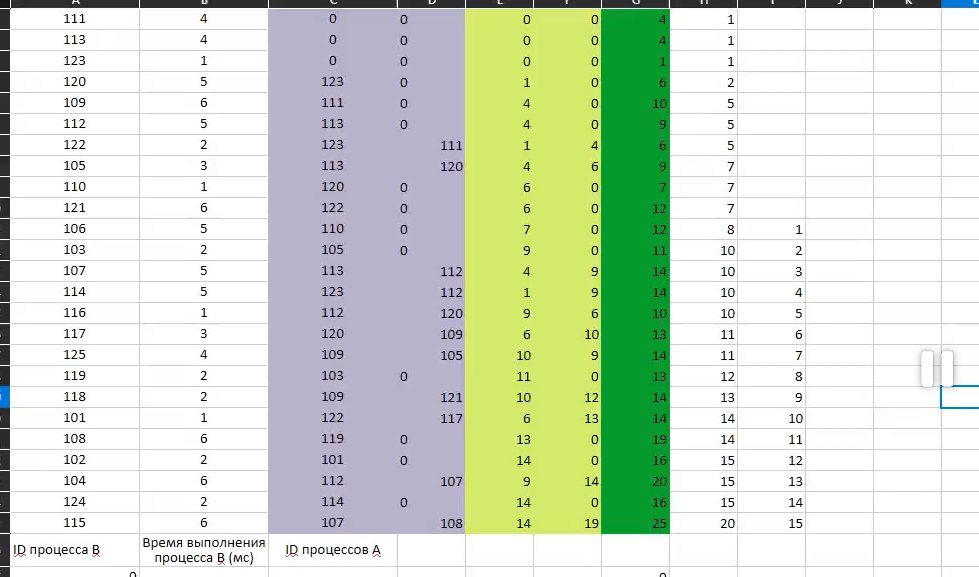 A B C D E F G H I J K L
111 4 0 0 0 0 4 1
113 4 0 0 0 0 4 1
123 1 0 0 0 0 1 1
120 5 123 0 1 0 6 2
109 6 111 0 4 0 10 5
112 5 113 0 4 0 9 5
122 2 123 111 1 4 6 5
105 3 113 120 4 6 9 7
110 1 120 0 6 0 7 7
121 6 122 0 6 0 12 7
106 5 110 0 7 0 12 8 1
103 2 105 0 9 0 11 10 2
107 5 113 112 4 9 14 10 3
114 5 123 112 1 9 14 10 4
116 1 112 120 9 6 10 10 5
117 3 120 109 6 10 13 11 6
125 4 109 105 10 9 14 11 7
119 2 103 0 11 0 13 12 8
118 2 109 121 10 12 14 13 9
101 1 122 117 6 13 14 14 10
108 6 119 0 13 0 19 14 11
102 2 101 0 14 0 16 15 12
104 6 112 107 9 14 20 15 13
124 2 114 0 14 0 16 15 14
115 6 107 108 14 19 25 20 15
ID процесса B Время выполнения процесса B (мс) ID процессов A
0 0